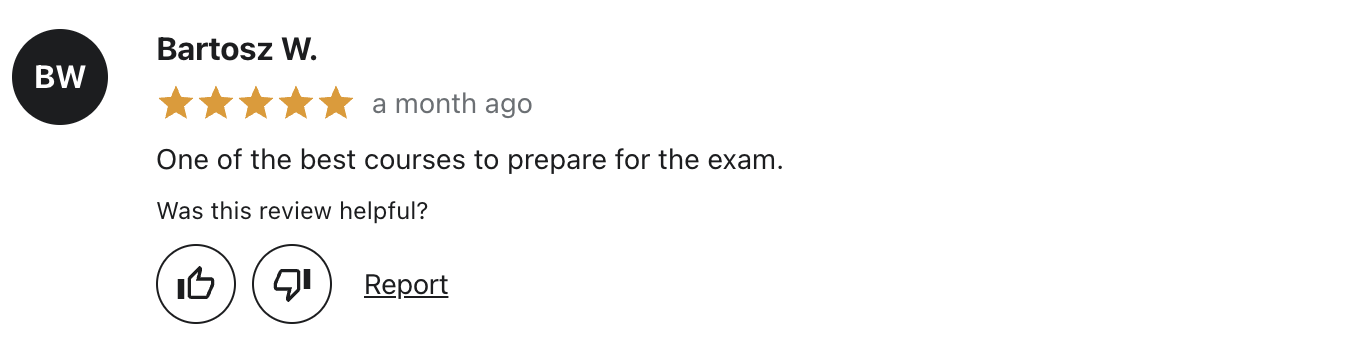 BW
Bartosz W.
a month ago
One of the best courses to prepare for the exam.
Was this review helpful?
Report